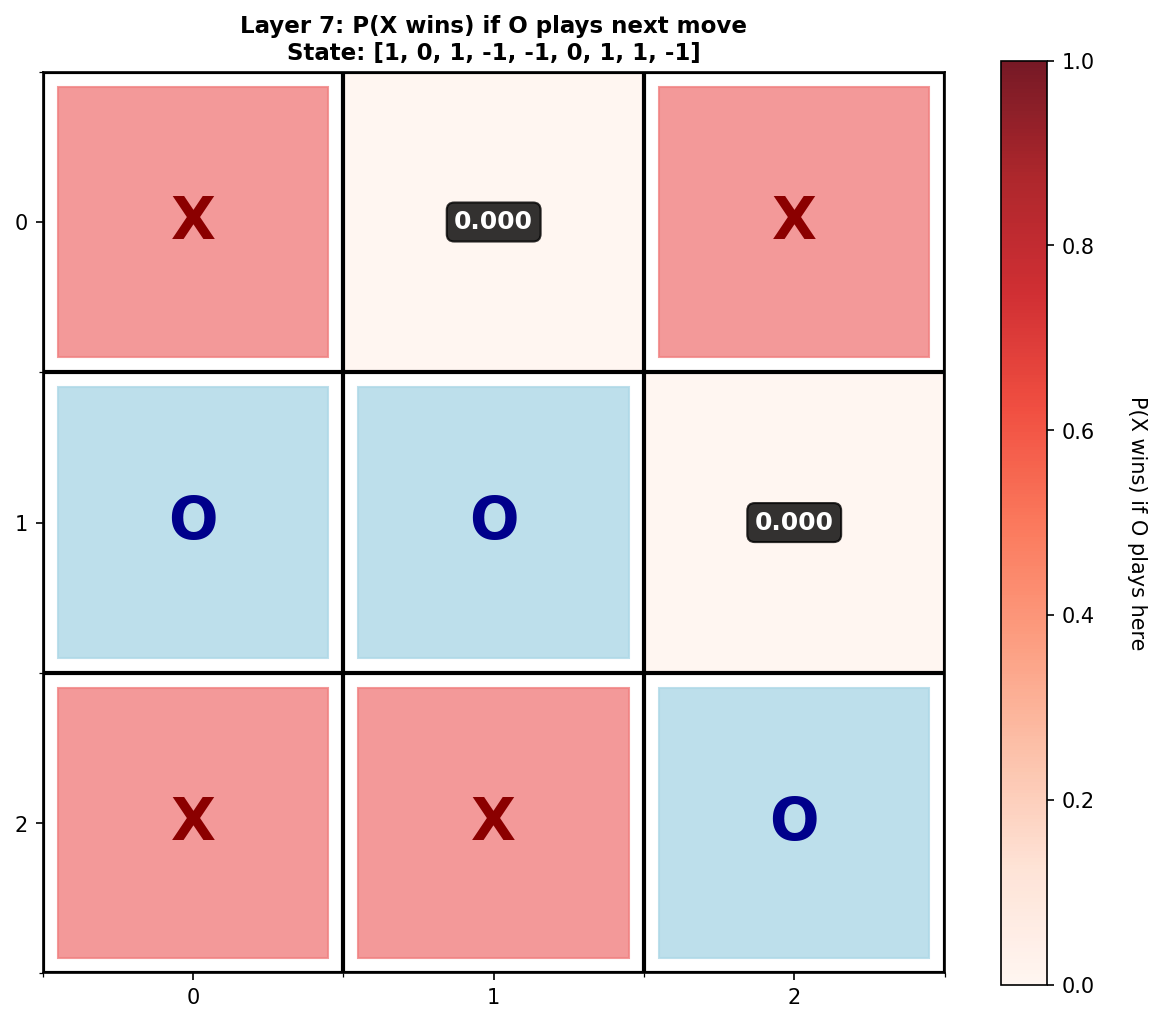 Layer 7: P(X wins) if O plays next move
State: [1, 0, 1, -1, -1, 0, 1, 1, -1]
0
X
0.000
X
1
O
O
0.000
2
X
X
O
0
1
2
1.0
0.8
0.6
0.4
0.2
0.0
P(X wins) if O plays here